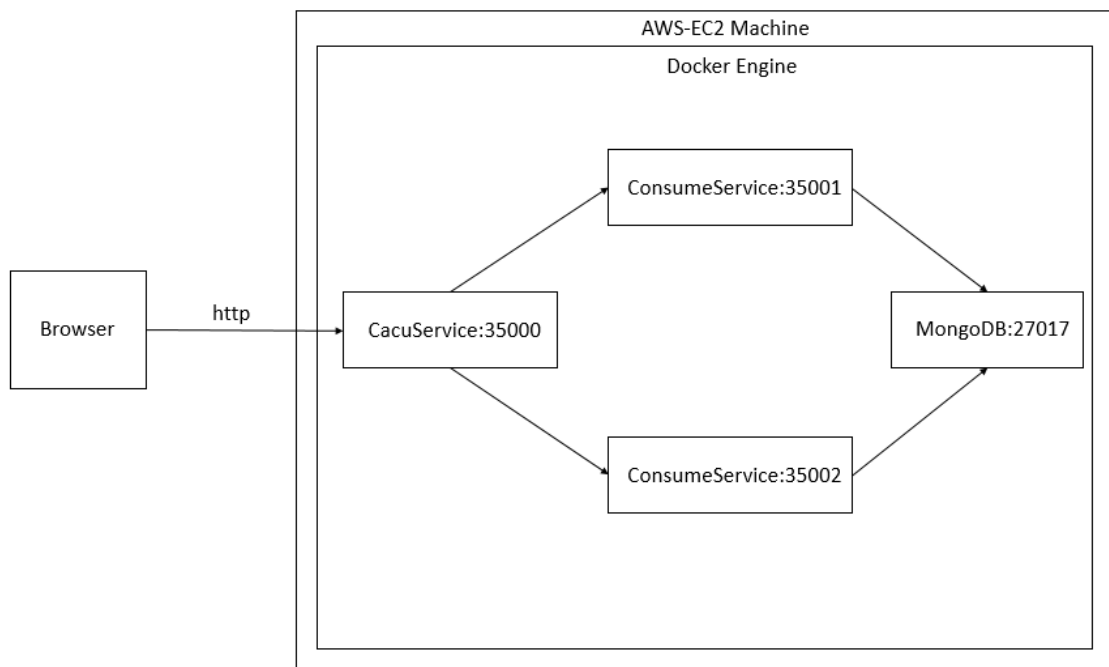 AWS-EC2 Machine
Docker Engine
ConsumeService:35001
Browser
http
CacuService:35000
MongoDB:27017
ConsumeService:35002